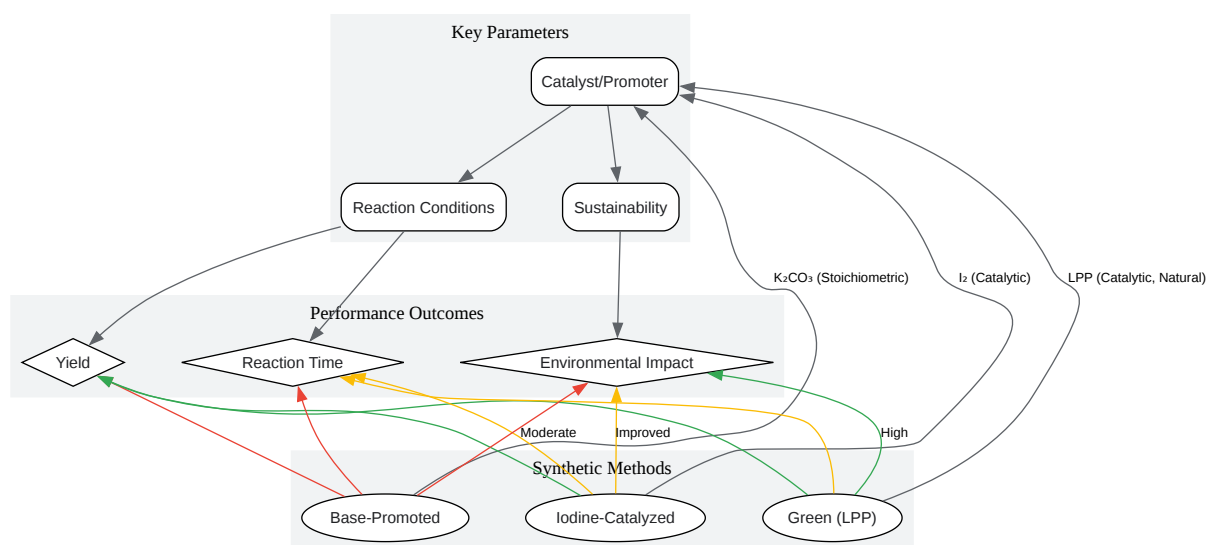 Key Parameters
Catalyst/Promoter
Reaction Conditions
Sustainability
K₂CO₃ (Stoichiometric)
I₂ (Catalytic)
LPP (Catalytic, Natural)
Performance Outcomes
Yield
Reaction Time
Environmental Impact
Moderate
Improved
High
Synthetic Methods
Base-Promoted
Iodine-Catalyzed
Green (LPP)